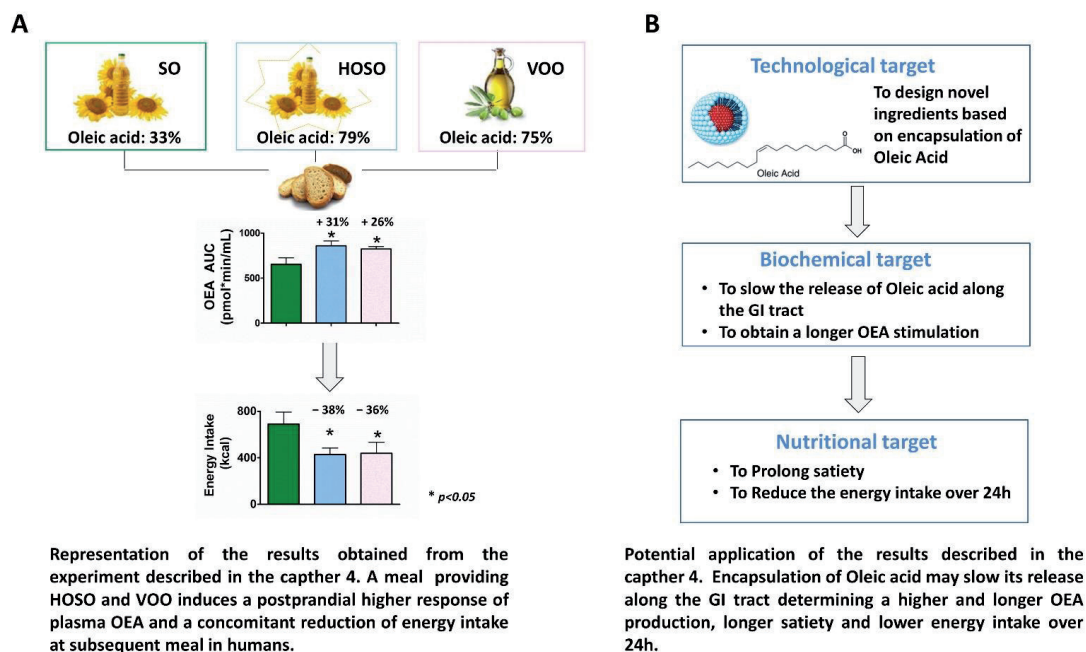 A
SO
Oleic acid: 33%
HOSO
Oleic acid: 79%
VOO
Oleic acid: 75%
+ 31% + 26%
* *
OEA AUC
(pmol*min/mL)
1000
500
0
– 38% – 36%
* *
Energy Intake
(kcal)
800
400
0
* p<0.05
Representation of the results obtained from the
experiment described in the capther 4. A meal providing
HOSO and VOO induces a postprandial higher response of
plasma OEA and a concomitant reduction of energy intake
at subsequent meal in humans.
B
Technological target
To design novel
ingredients based
on encapsulation of
Oleic Acid
O
OH
Oleic Acid
Biochemical target
• To slow the release of Oleic acid along
the GI tract
• To obtain a longer OEA stimulation
Nutritional target
• To Prolong satiety
• To Reduce the energy intake over 24h
Potential application of the results described in the
capther 4. Encapsulation of Oleic acid may slow its release
along the GI tract determining a higher and longer OEA
production, longer satiety and lower energy intake over
24h.